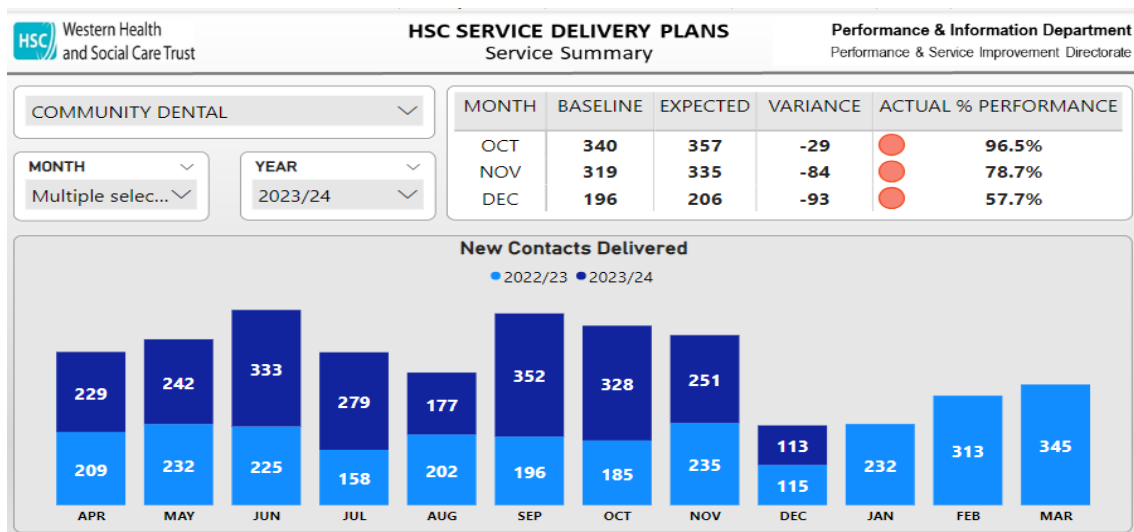 HSC
Western Health
and Social Care Trust
HSC SERVICE DELIVERY PLANS
Service Summary
Performance & Information Department
Performance & Service Improvement Directorate
COMMUNITY DENTAL
MONTH
Multiple selec...
YEAR
2023/24
MONTH BASELINE EXPECTED VARIANCE ACTUAL % PERFORMANCE
OCT 340 357 -29 96.5%
NOV 319 335 -84 78.7%
DEC 196 206 -93 57.7%
New Contacts Delivered
2022/23 2023/24
229 242 333 279 177 352 328 251 113
209 232 225 158 202 196 185 235 115 232 313 345
APR MAY JUN JUL AUG SEP OCT NOV DEC JAN FEB MAR